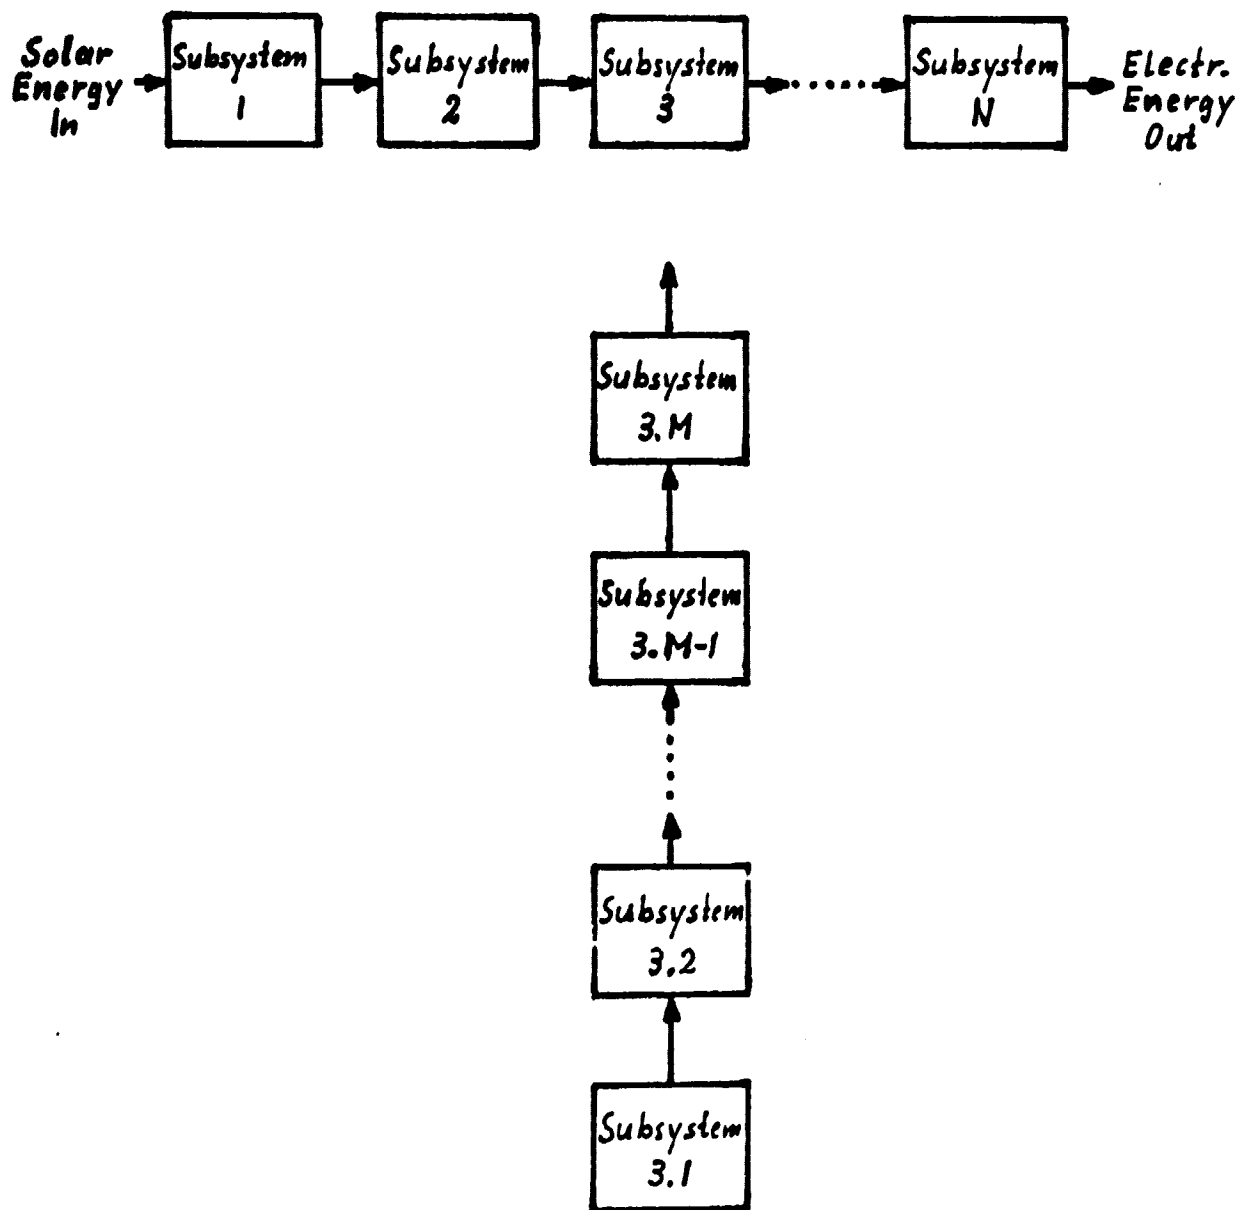 Solar
Energy
In
Subsystem
1
Subsystem
2
Subsystem
3
Subsystem
N
Electr.
Energy
Out
Subsystem
3.M
Subsystem
3.M-1
Subsystem
3.2
Subsystem
3.1